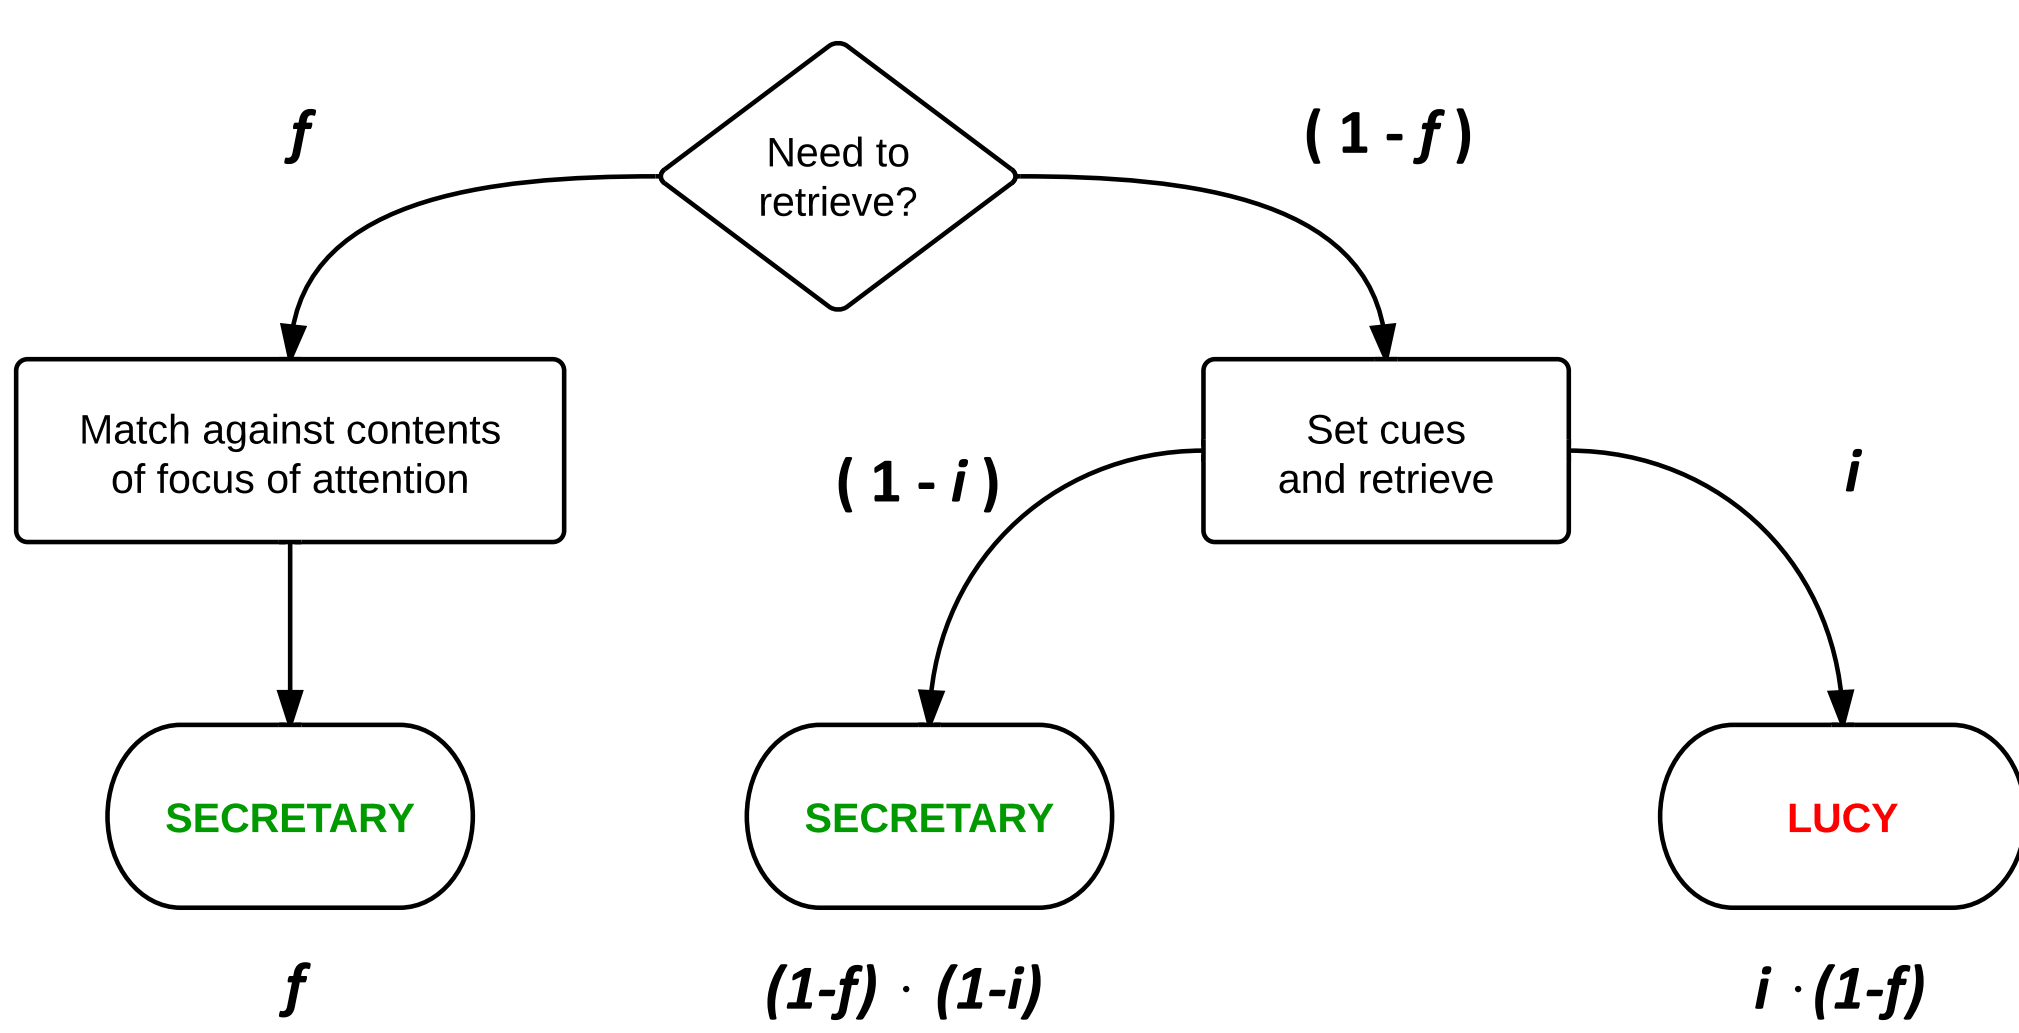 f
Need to
retrieve?
( 1 - f )
Match against contents
of focus of attention
( 1 - i )
Set cues
and retrieve
i
SECRETARY
SECRETARY
LUCY
f
(1-f) · (1-i)
i · (1-f)